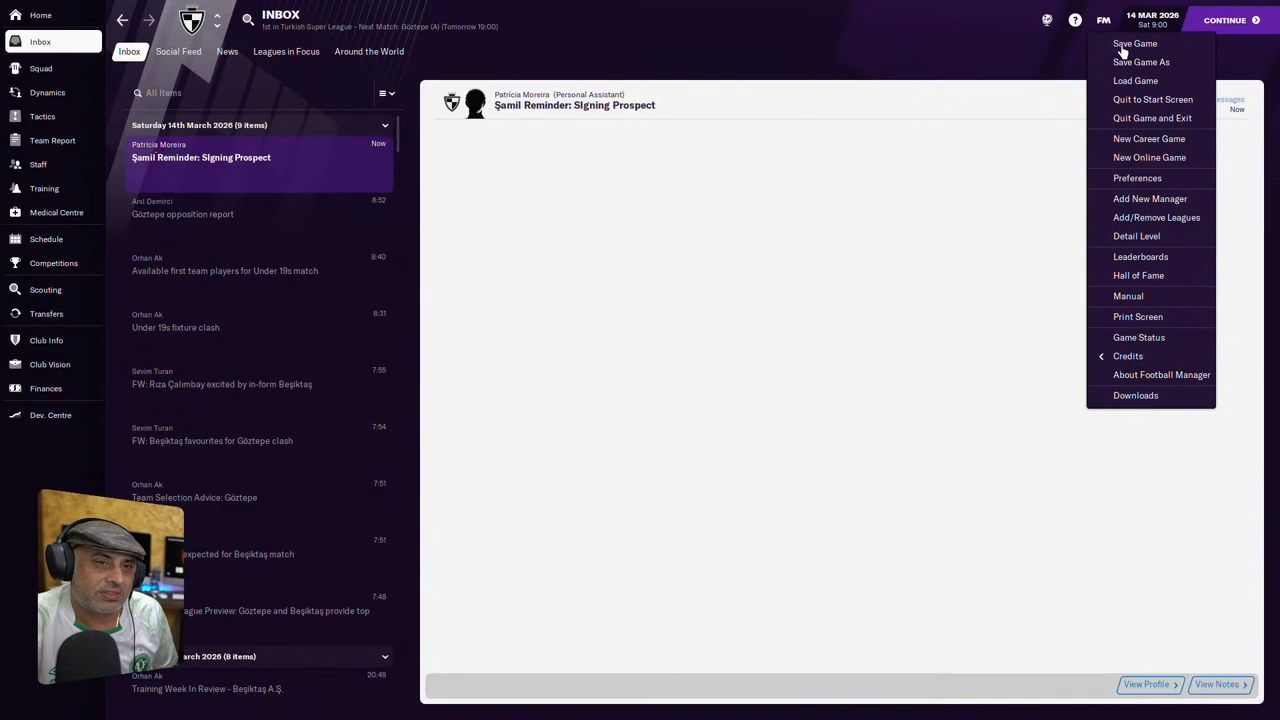 Home
Inbox
Squad
Dynamics
Tactics
Team Report
Staff
Training
Medical Centre
Schedule
Competitions
Scouting
Transfers
Club Info
Club Vision
Finances
Dev. Centre
INBOX
1st in Turkish Super League - Next Match: Göztepe (A) (Tomorrow 19:00)
FM
14 MAR 2026
Sat 9:00
CONTINUE
Inbox
Social Feed
News
Leagues in Focus
Around the World
All Items
Saturday 14th March 2026 (9 items)
Patrícia Moreira
Now
Şamil Reminder: SIgning Prospect
Anıl Demirci
8:52
Göztepe opposition report
Orhan Ak
8:40
Available first team players for Under 19s match
Orhan Ak
8:31
Under 19s fixture clash
Sevim Turan
7:55
FW: Rıza Çalımbay excited by in-form Beşiktaş
Sevim Turan
7:54
FW: Beşiktaş favourites for Göztepe clash
Orhan Ak
7:51
Team Selection Advice: Göztepe
7:51
expected for Beşiktaş match
7:48
ague Preview: Göztepe and Beşiktaş provide top
arch 2026 (8 items)
Orhan Ak
20:49
Training Week In Review - Beşiktaş A.Ş.
Patrícia Moreira (Personal Assistant)
Şamil Reminder: SIgning Prospect
essages
Now
Save Game
Save Game As
Load Game
Quit to Start Screen
Quit Game and Exit
New Career Game
New Online Game
Preferences
Add New Manager
Add/Remove Leagues
Detail Level
Leaderboards
Hall of Fame
Manual
Print Screen
Game Status
Credits
About Football Manager
Downloads
View Profile
View Notes